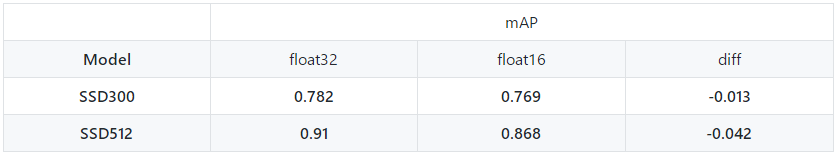 mAP
Model float32 float16 diff
SSD300 0.782 0.769 -0.013
SSD512 0.91 0.868 -0.042